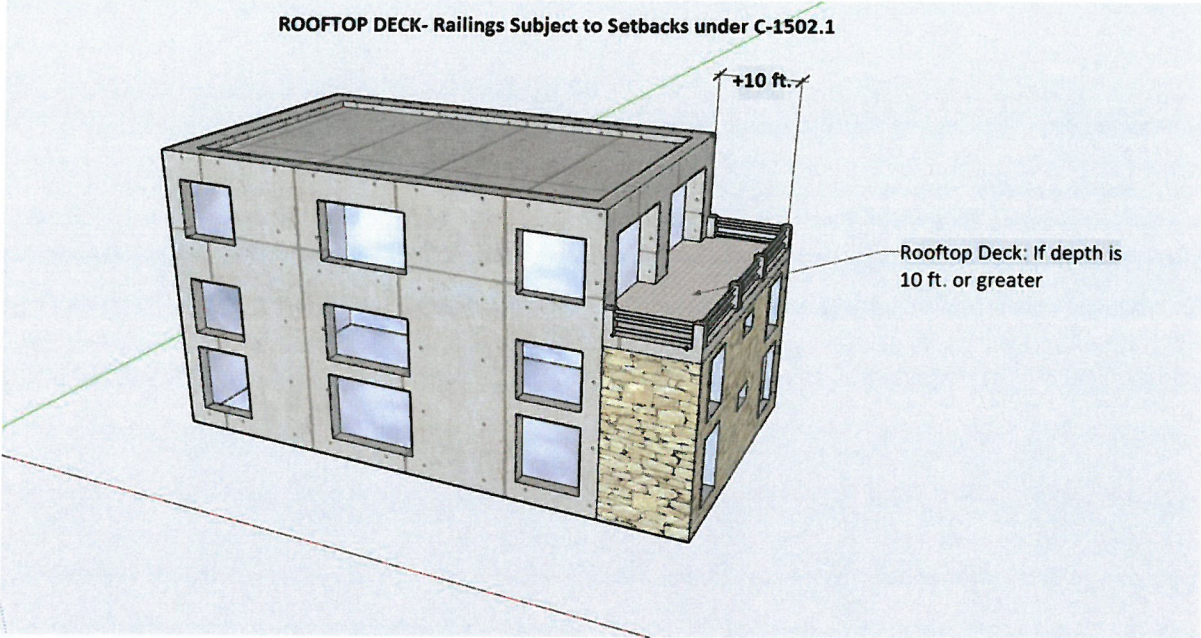 ROOFTOP DECK- Railings Subject to Setbacks under C-1502.1
+10 ft.
Rooftop Deck: If depth is
10 ft. or greater